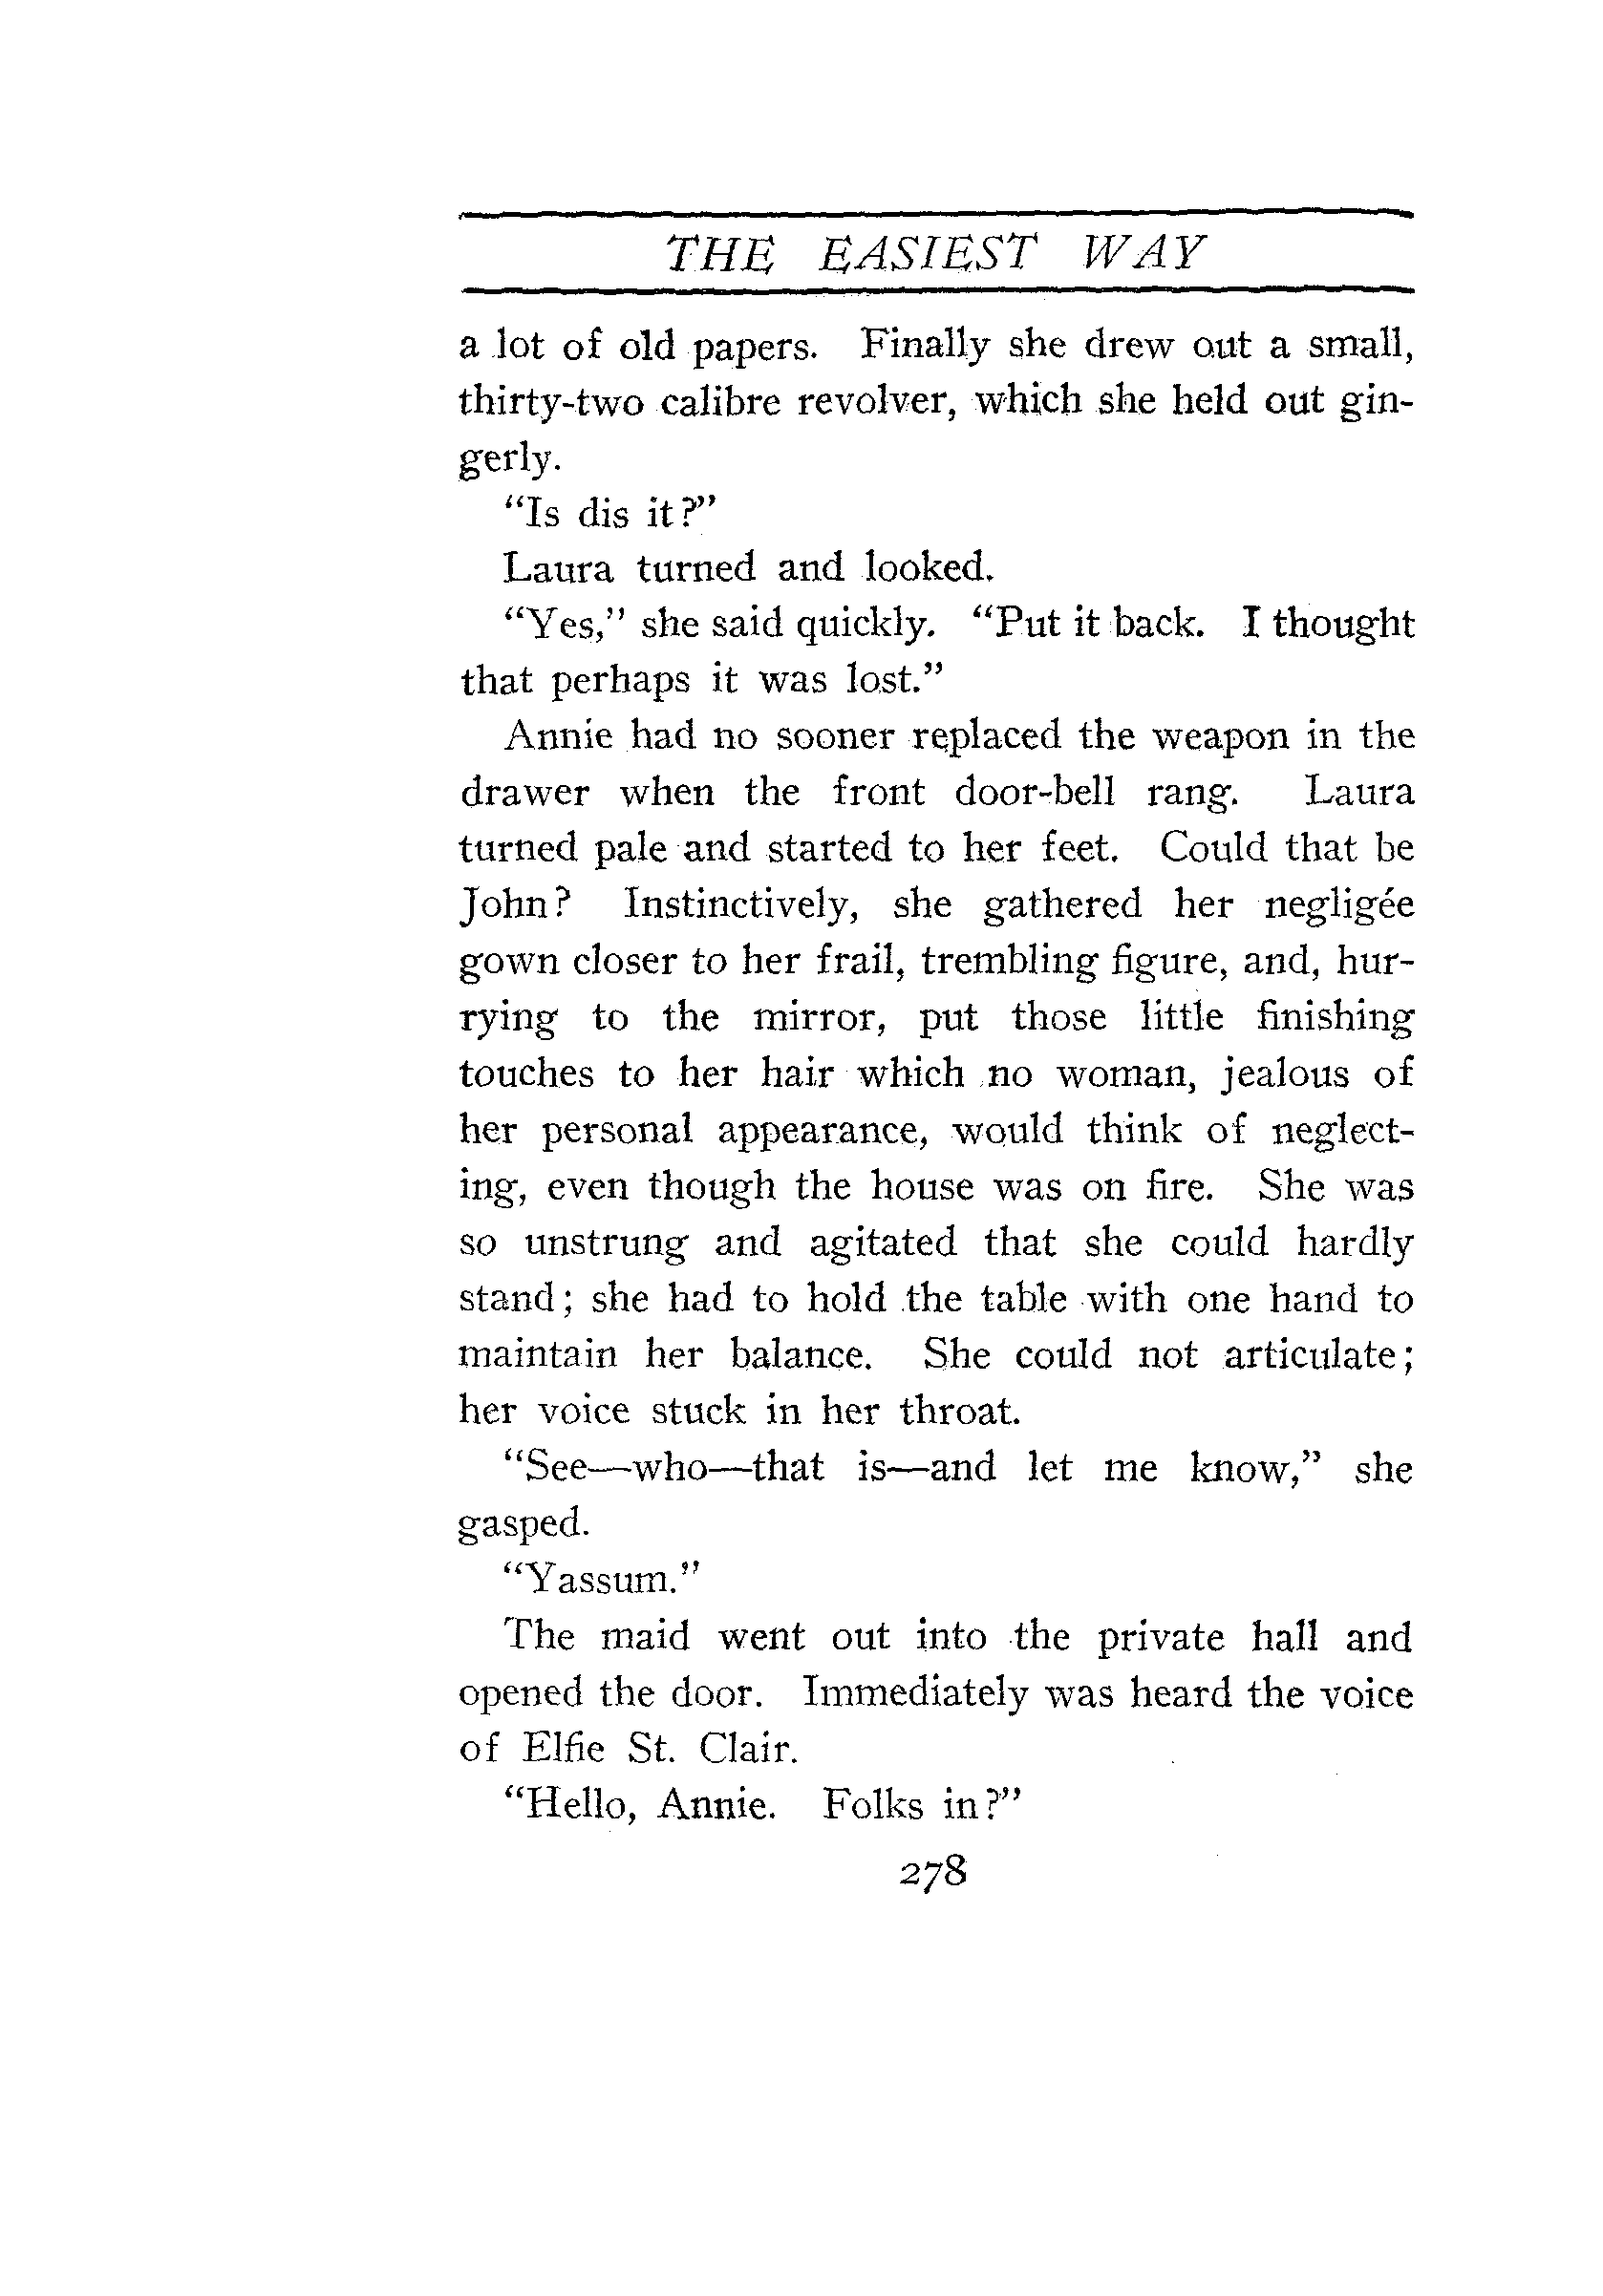 THE EASIEST WAY
a lot of old papers. Finally she drew out a small,
thirty-two calibre revolver, which she held out gin-
gerly.
“Is dis it?”
Laura turned and looked.
“Yes,” she said quickly. “Put it back. I thought
that perhaps it was lost.”
Annie had no sooner replaced the weapon in the
drawer when the front door-bell rang. Laura
turned pale and started to her feet. Could that be
John? Instinctively, she gathered her negligée
gown closer to her frail, trembling figure, and, hur-
rying to the mirror, put those little finishing
touches to her hair which no woman, jealous of
her personal appearance, would think of neglect-
ing, even though the house was on fire. She was
so unstrung and agitated that she could hardly
stand; she had to hold the table with one hand to
maintain her balance. She could not articulate;
her voice stuck in her throat.
“See—who—that is—and let me know,” she
gasped.
“Yassum.”
The maid went out into the private hall and
opened the door. Immediately was heard the voice
of Elfie St. Clair.
“Hello, Annie. Folks in?”
278